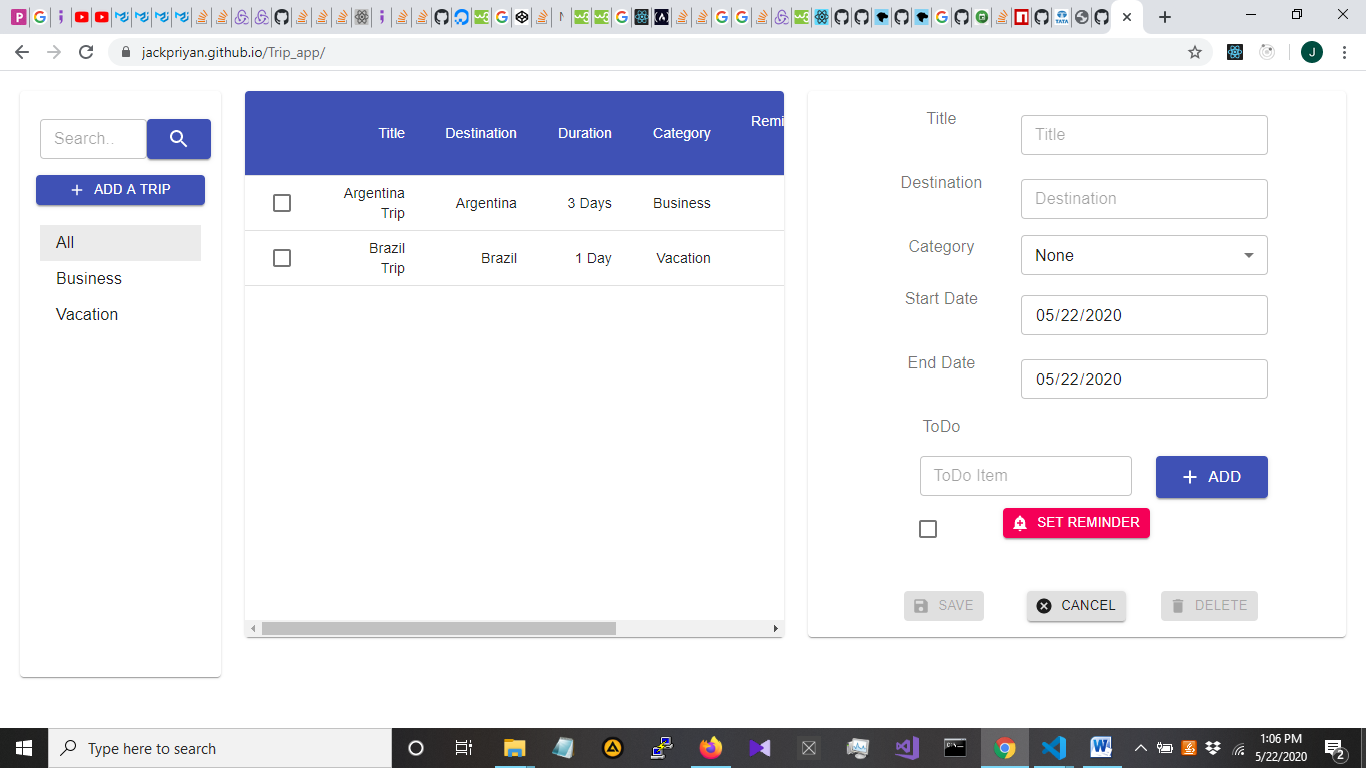 jackpriyan.github.io/Trip_app/
J
Search..
ADD A TRIP
All
Business
Vacation
Title Destination Duration Category Remi
Argentina Trip Argentina 3 Days Business
Brazil Trip Brazil 1 Day Vacation
Title Title
Destination Destination
Category None
Start Date 05/22/2020
End Date 05/22/2020
ToDo
ToDo Item ADD
SET REMINDER
SAVE CANCEL DELETE
Type here to search
1:06 PM
5/22/2020
2